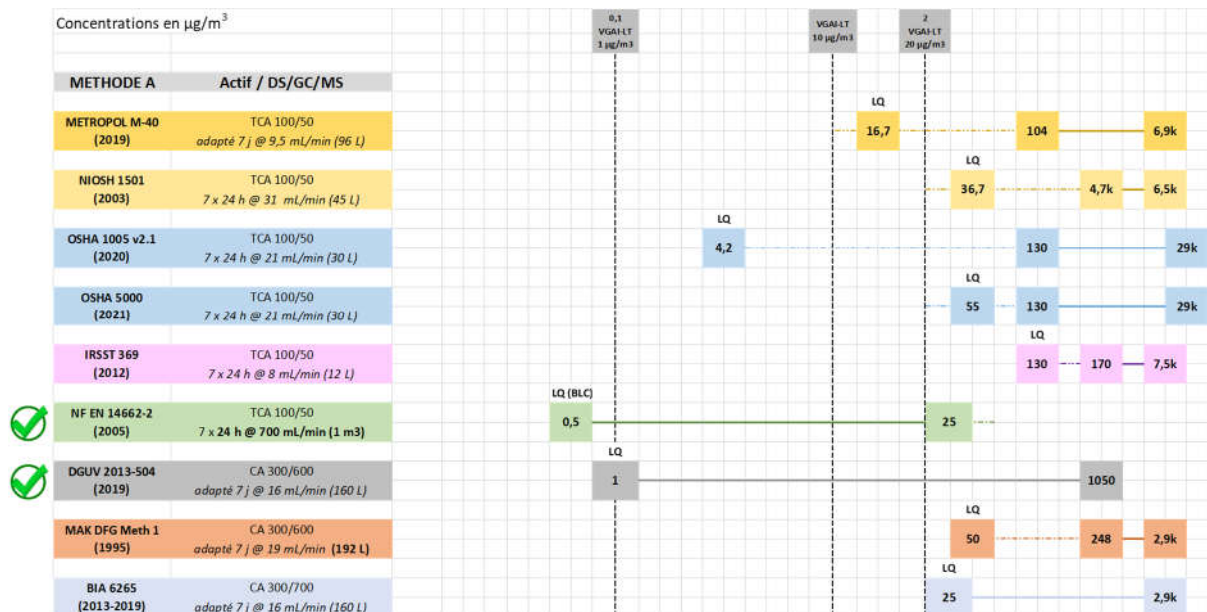 Concentrations en µg/m³
0,1
VGAI-LT
1 µg/m3
VGAI-LT
10 µg/m3
2
VGAI-LT
20 µg/m3
METHODE A Actif / DS/GC/MS
LQ
METROPOL M-40 TCA 100/50
(2019) adapté 7 j @ 9,5 mL/min (96 L)
16,7 104 6,9k
LQ
NIOSH 1501 TCA 100/50
(2003) 7 x 24 h @ 31 mL/min (45 L)
36,7 4,7k 6,5k
LQ
OSHA 1005 v2.1 TCA 100/50
(2020) 7 x 24 h @ 21 mL/min (30 L)
4,2 130 29k
LQ
OSHA 5000 TCA 100/50
(2021) 7 x 24 h @ 21 mL/min (30 L)
55 130 29k
LQ
IRSST 369 TCA 100/50
(2012) 7 x 24 h @ 8 mL/min (12 L)
130 170 7,5k
LQ (BLC)
NF EN 14662-2 TCA 100/50
(2005) 7 x 24 h @ 700 mL/min (1 m3)
0,5 25
LQ
DGUV 2013-504 CA 300/600
(2019) adapté 7 j @ 16 mL/min (160 L)
1 1050
LQ
MAK DFG Meth 1 CA 300/600
(1995) adapté 7 j @ 19 mL/min (192 L)
50 248 2,9k
LQ
BIA 6265 CA 300/700
(2013-2019) adapté 7 j @ 16 mL/min (160 L)
25 2,9k